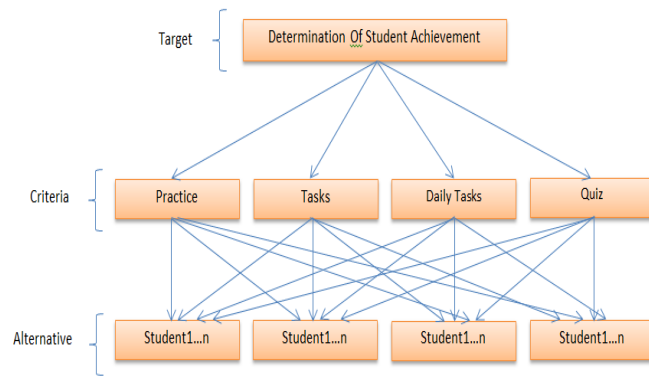 Target
Determination Of Student Achievement
Criteria
Practice
Tasks
Daily Tasks
Quiz
Alternative
Student1...n
Student1...n
Student1...n
Student1...n